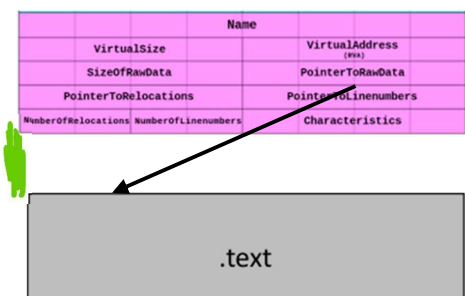 Name
VirtualSize VirtualAddress
(RVA)
SizeOfRawData PointerToRawData
PointerToRelocations PointerToLinenumbers
NumberOfRelocations NumberOfLinenumbers Characteristics
.text